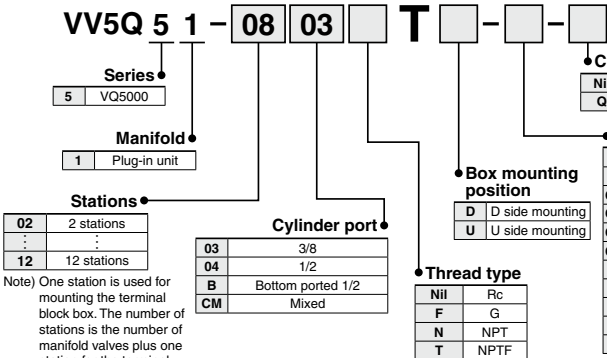 VV5Q 5 1 - 08 03 T - -
Series
5 VQ5000
Manifold
1 Plug-in unit
Stations
02 2 stations
⋮ ⋮
12 12 stations
Note) One station is used for
mounting the terminal
block box. The number of
stations is the number of
manifold valves plus one
Cylinder port
03 3/8
04 1/2
B Bottom ported 1/2
CM Mixed
Thread type
Nil Rc
F G
N NPT
T NPTF
Box mounting
position
D D side mounting
U U side mounting
C
Ni
Q